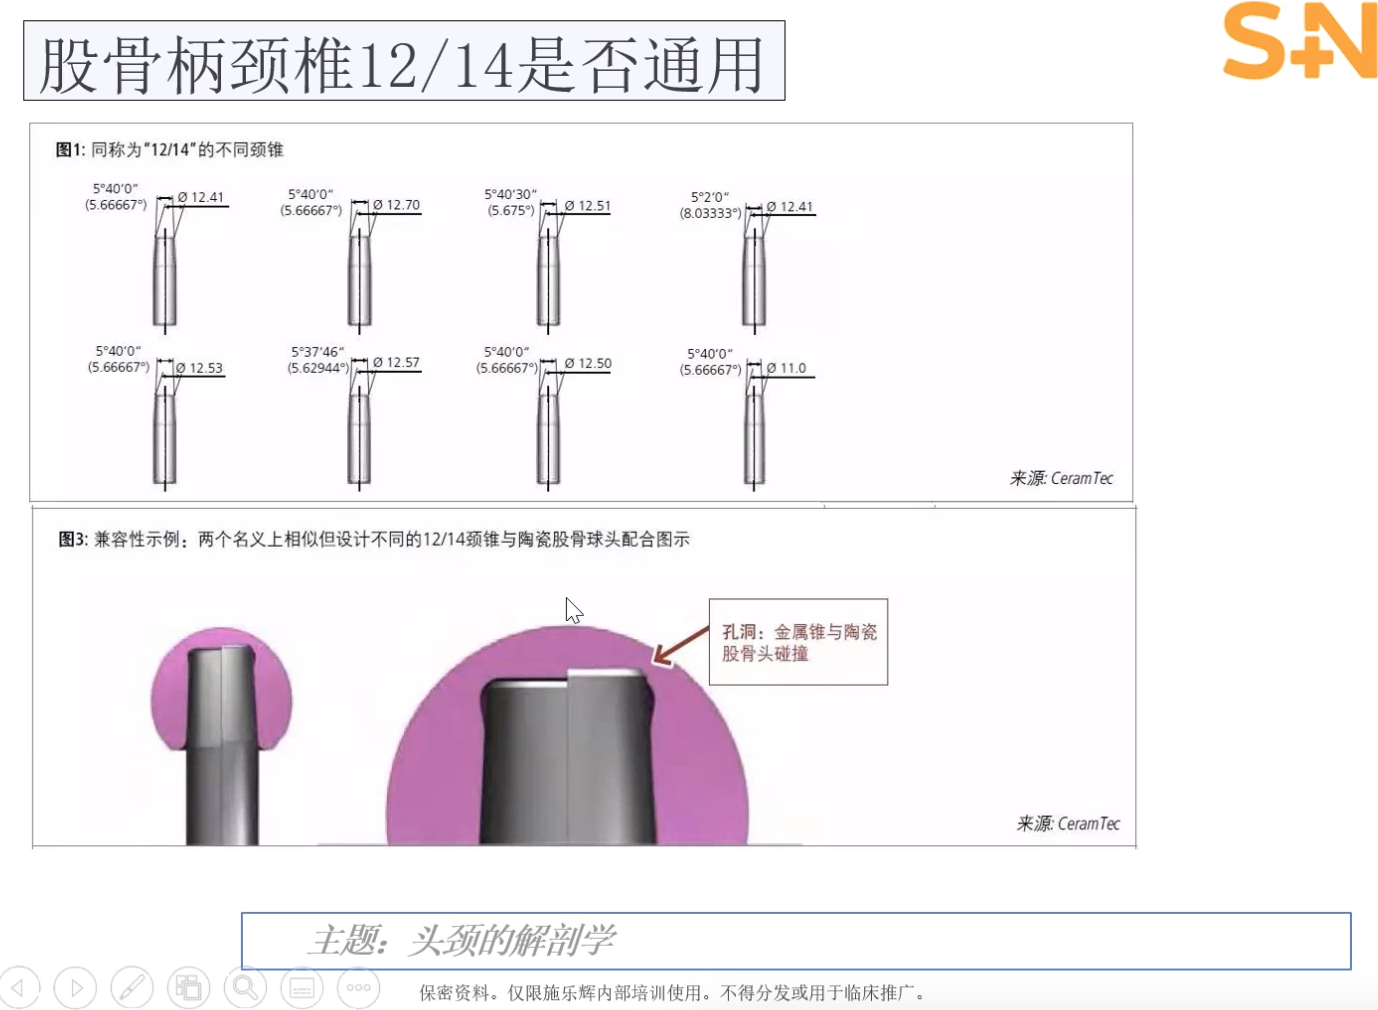 股骨柄颈椎12/14是否通用
S+N
图1: 同称为“12/14”的不同颈锥
5°40'0“
(5.66667°)
Ø 12.41
5°40'0“
(5.66667°)
Ø 12.70
5°40'30“
(5.675°)
Ø 12.51
5°2'0“
(8.03333°)
Ø 12.41
5°40'0“
(5.66667°)
Ø 12.53
5°37'46“
(5.62944°)
Ø 12.57
5°40'0“
(5.66667°)
Ø 12.50
5°40'0“
(5.66667°)
Ø 11.0
来源: CeramTec
图3: 兼容性示例：两个名义上相似但设计不同的12/14颈锥与陶瓷股骨球头配合图示
孔洞：金属锥与陶瓷
股骨头碰撞
来源: CeramTec
主题：头颈的解剖学
保密资料。仅限施乐辉内部培训使用。不得分发或用于临床推广。